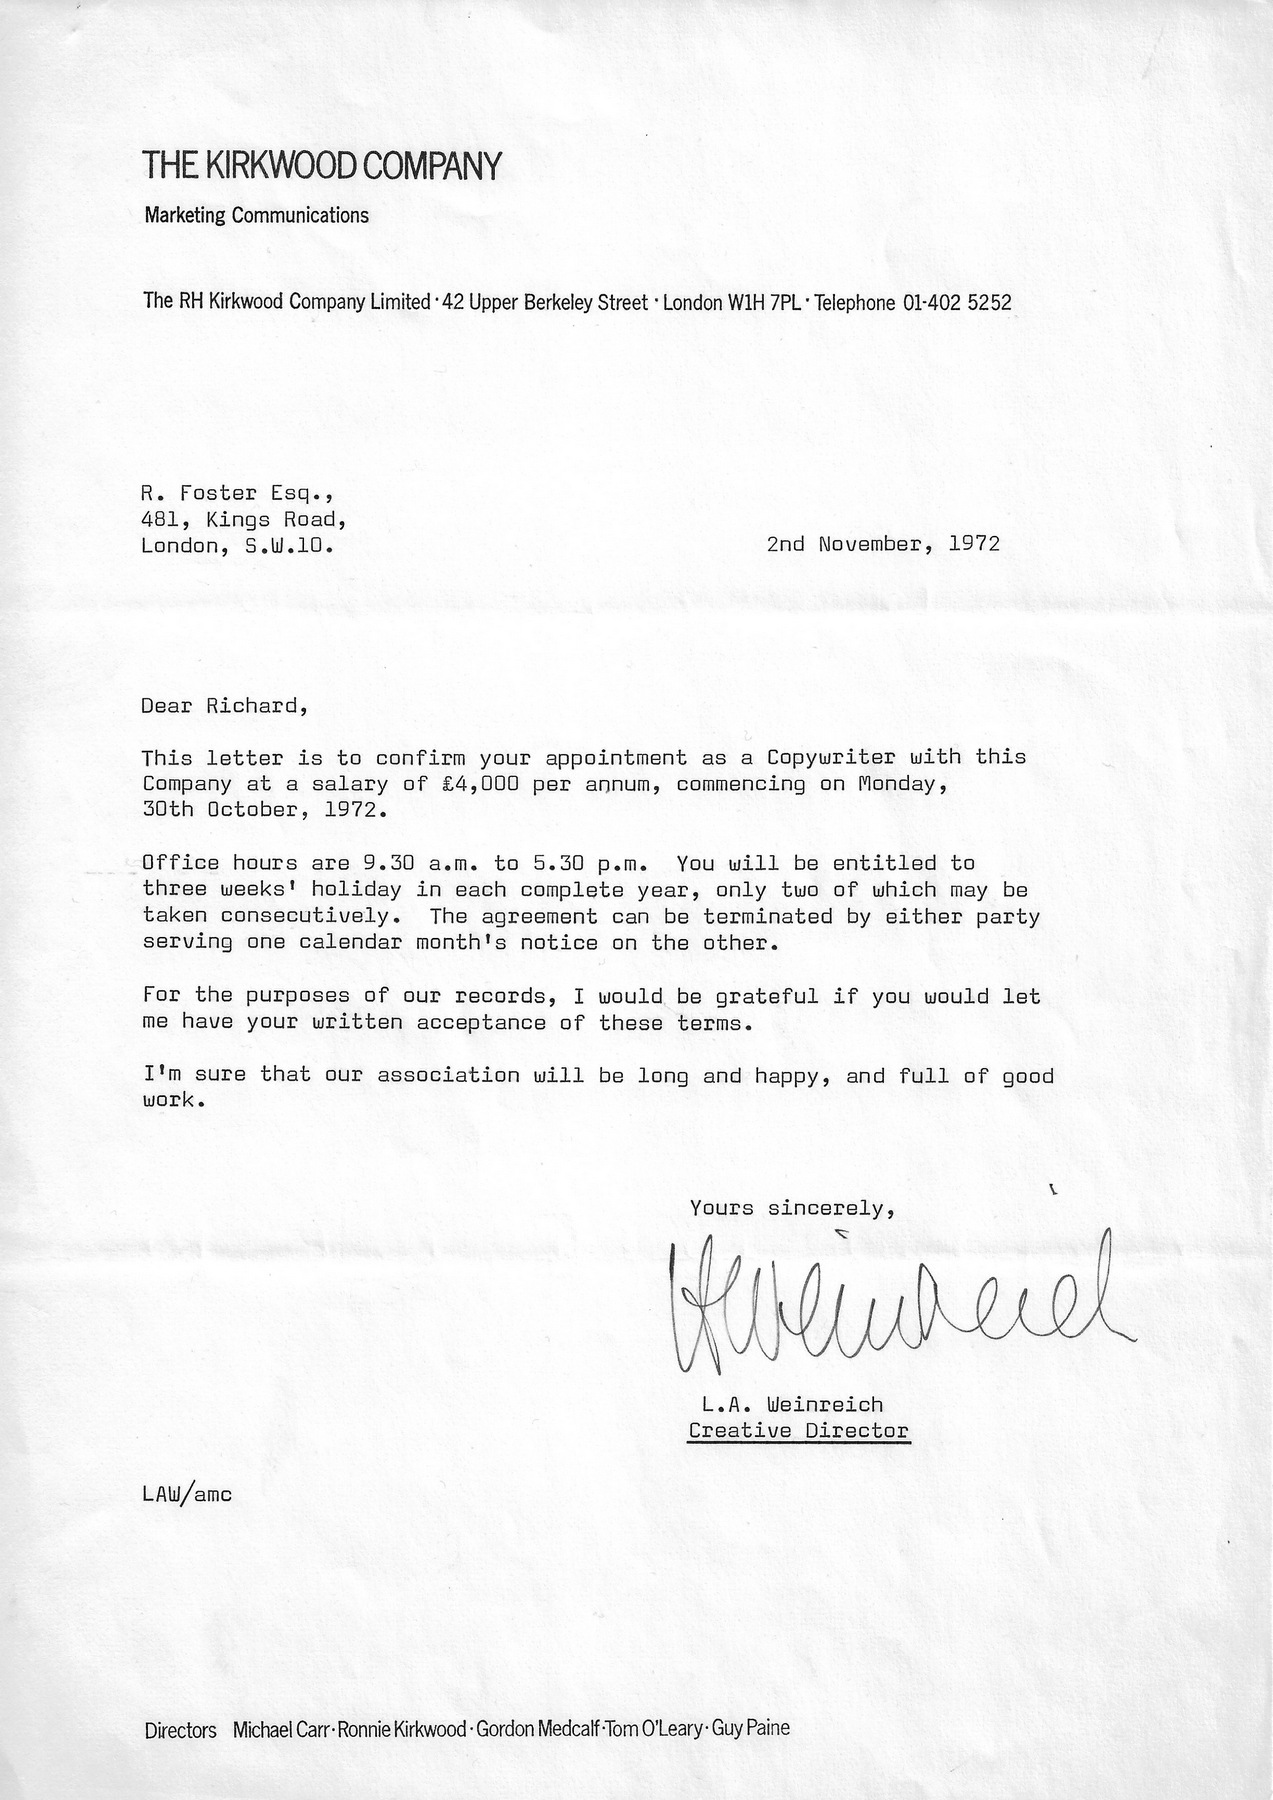 THE KIRKWOOD COMPANY
Marketing Communications
The RH Kirkwood Company Limited · 42 Upper Berkeley Street · London W1H 7PL · Telephone 01-402 5252
R. Foster Esq.,
481, Kings Road,
London, S.W.10.
2nd November, 1972
Dear Richard,
This letter is to confirm your appointment as a Copywriter with this
Company at a salary of £4,000 per annum, commencing on Monday,
30th October, 1972.
Office hours are 9.30 a.m. to 5.30 p.m.  You will be entitled to
three weeks' holiday in each complete year, only two of which may be
taken consecutively.  The agreement can be terminated by either party
serving one calendar month's notice on the other.
For the purposes of our records, I would be grateful if you would let
me have your written acceptance of these terms.
I'm sure that our association will be long and happy, and full of good
work.
Yours sincerely,
L.A. Weinreich
Creative Director
LAW/amc
Directors Michael Carr · Ronnie Kirkwood · Gordon Medcalf · Tom O'Leary · Guy Paine